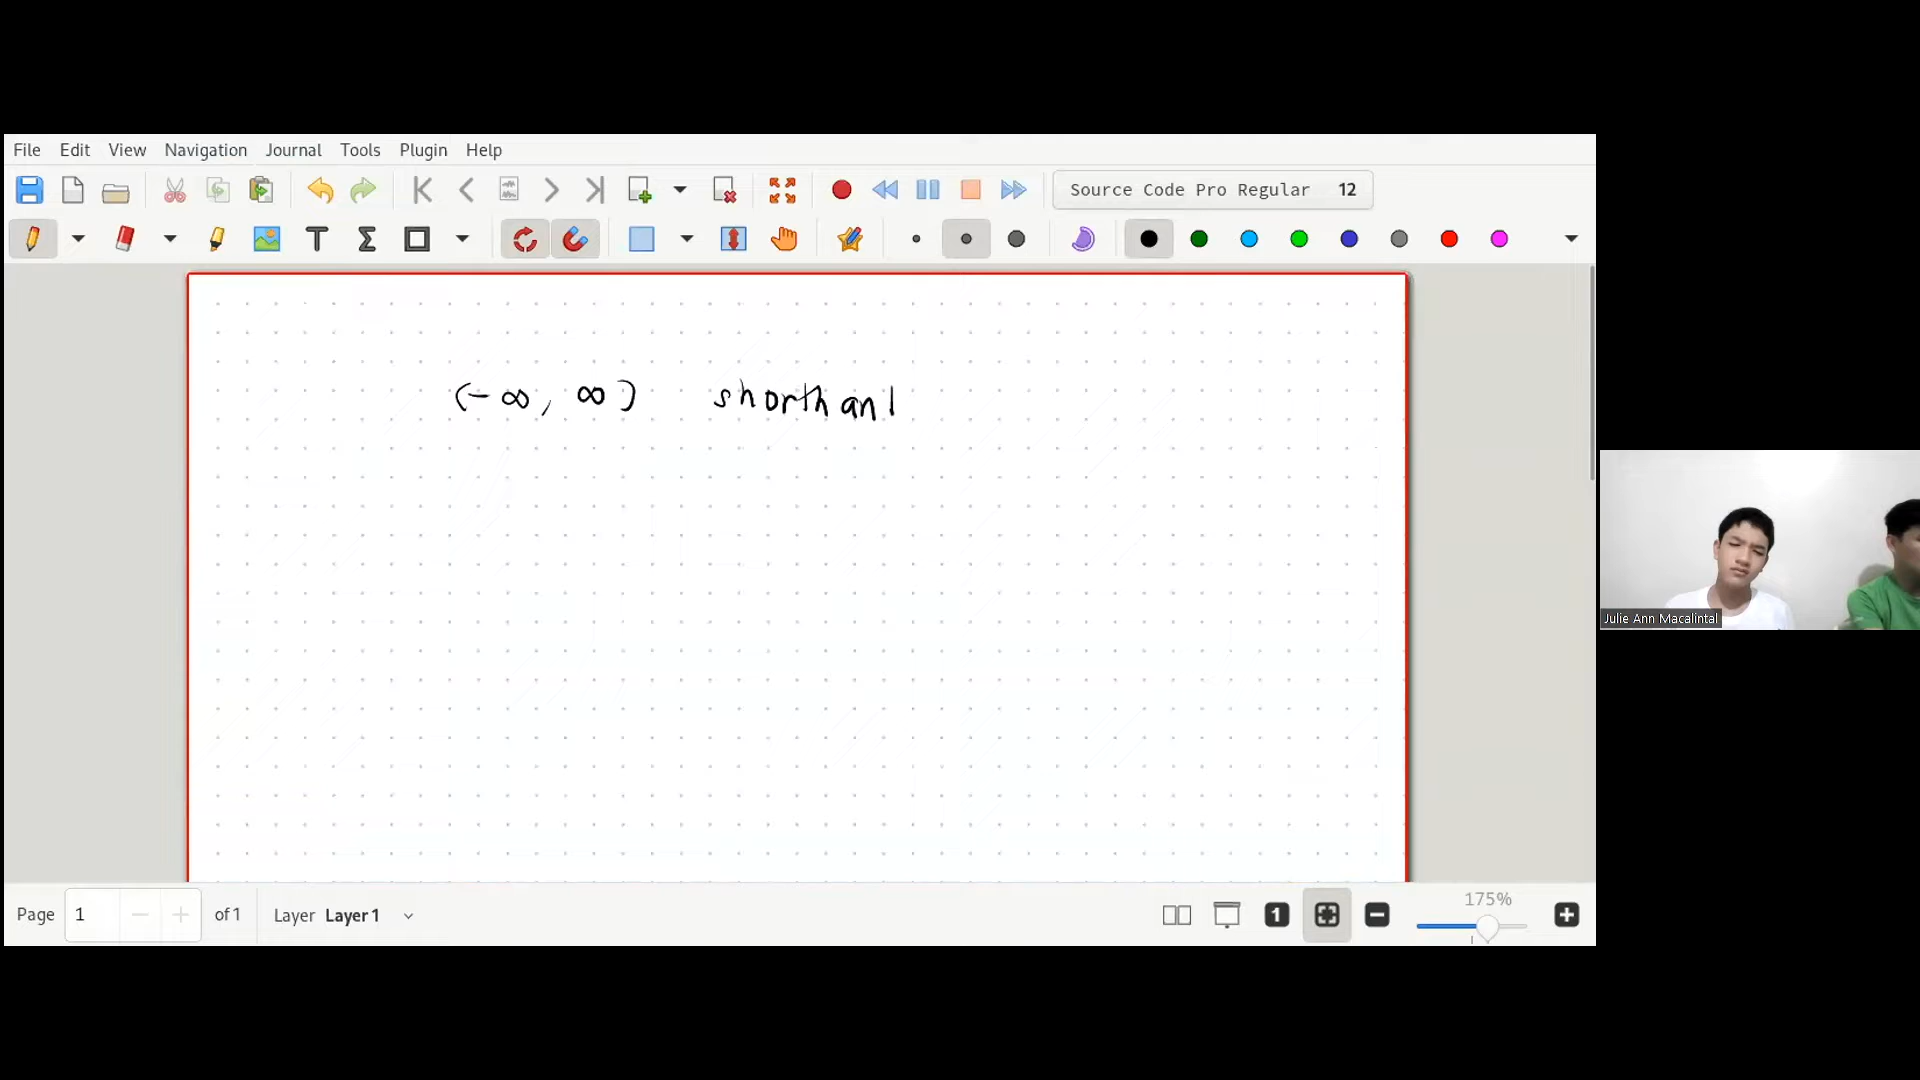 File Edit View Navigation Journal Tools Plugin Help
Source Code Pro Regular 12
(-∞, ∞) shorthan
Julie Ann Macalintal
Page 1 of 1 Layer Layer 1 175%